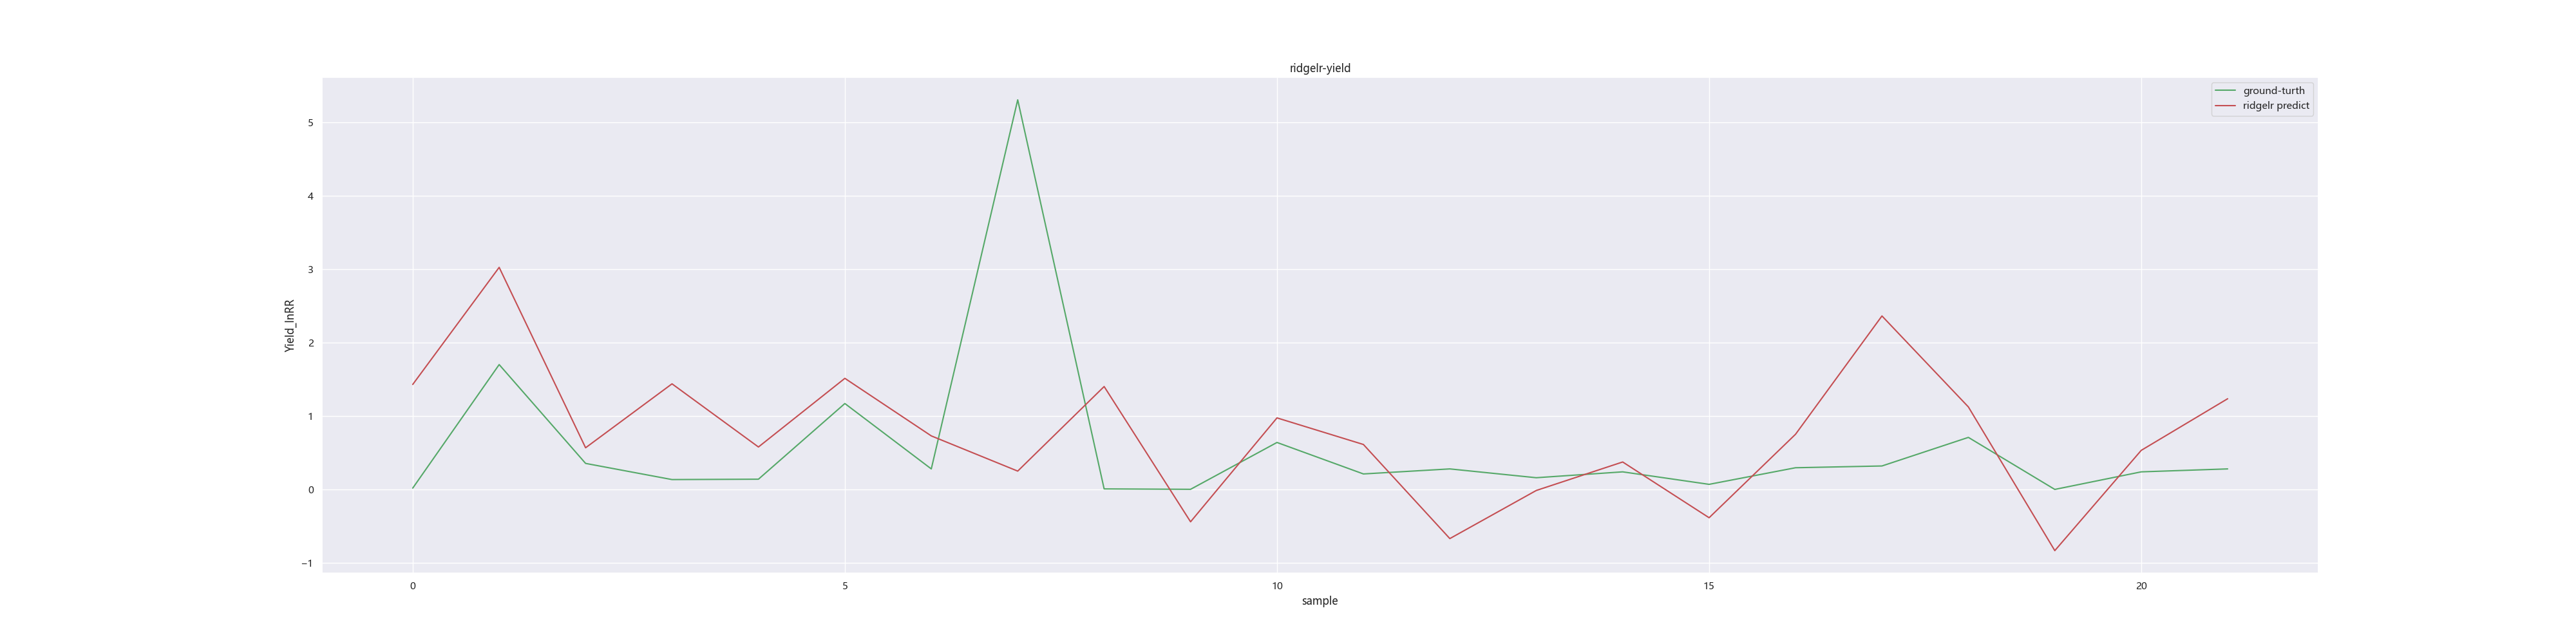 ridgelr-yield
ground-turth
ridgelr predict
Yield_lnRR
5
4
3
2
1
0
−1
0 5 10 15 20
sample